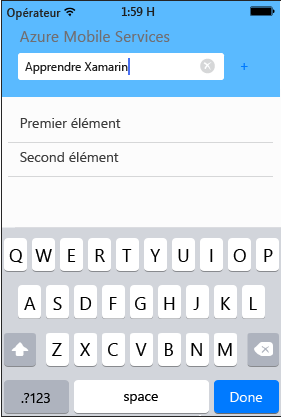 Opérateur 1:59 H
Azure Mobile Services
Apprendre Xamarin
+
Premier élément
Second élément
Q W E R T Y U I O P
A S D F G H J K L
Z X C V B N M
.?123 space Done